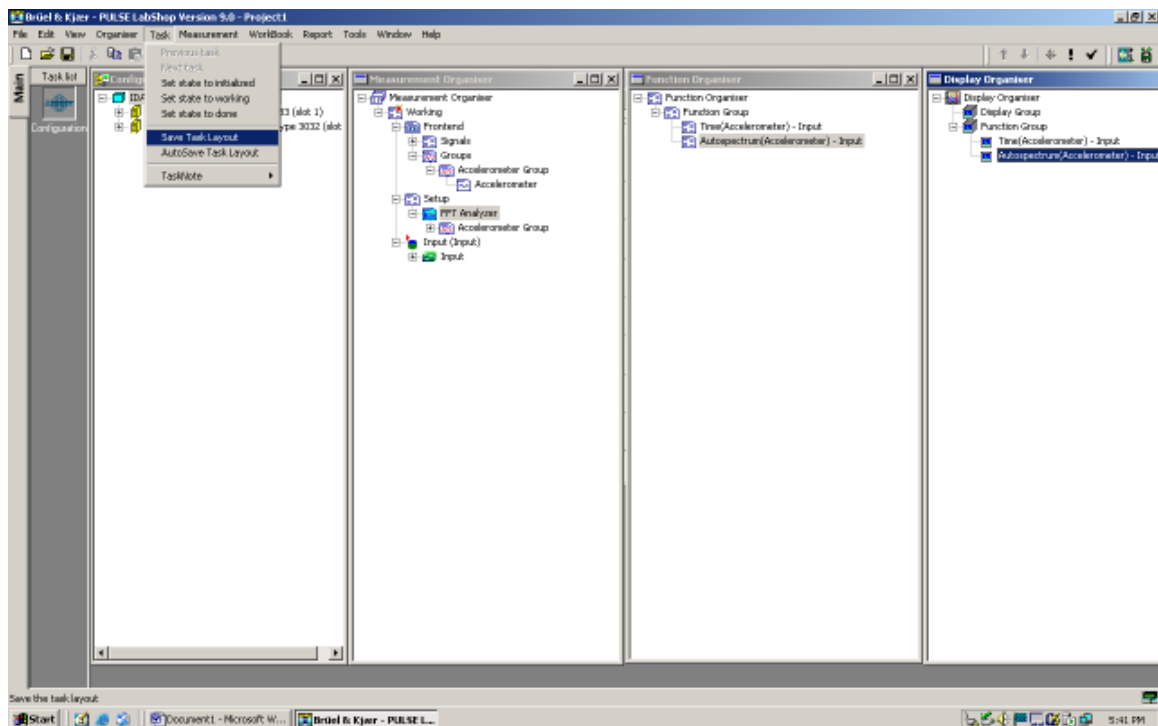 Brüel & Kjær - PULSE LabShop Version 9.0 - Project1
File Edit View Organiser Task Measurement WorkBook Report Tools Window Help
Main
Task list
Configuration
Previous task
Next task
Set state to initialized
Set state to working
Set state to done
Save Task Layout
AutoSave Task Layout
TaskNote
Config
IDA
33 (slot 1)
ype 3032 (slot
Measurement Organiser
Measurement Organiser
Working
Frontend
Signals
Groups
Accelerometer Group
Accelerometer
Setup
FFT Analyzer
Accelerometer Group
Input (Input)
Input
Function Organiser
Function Organiser
Function Group
Time(Accelerometer) - Input
Autospectrum(Accelerometer) - Input
Display Organiser
Display Organiser
Display Group
Function Group
Time(Accelerometer) - Input
Autospectrum(Accelerometer) - Input
Save the task layout
Start
Document1 - Microsoft W...
Brüel & Kjær - PULSE L...
5:41 PM